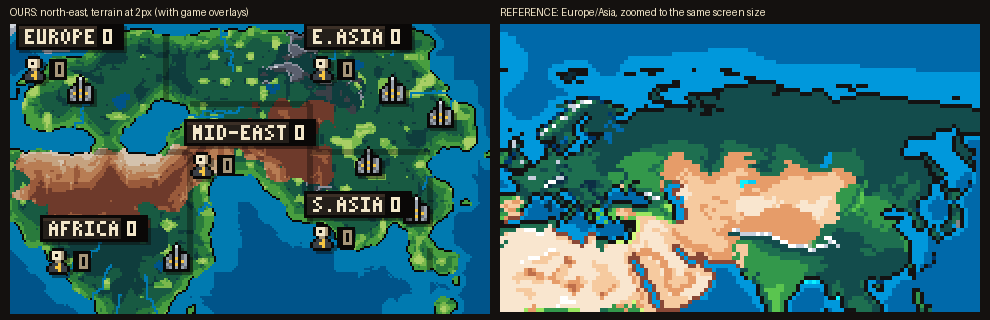 OURS: north-east, terrain at 2px (with game overlays)
REFERENCE: Europe/Asia, zoomed to the same screen size
EUROPE 0
E.ASIA 0
0
0
MID-EAST 0
0
S.ASIA 0
AFRICA 0
0
0